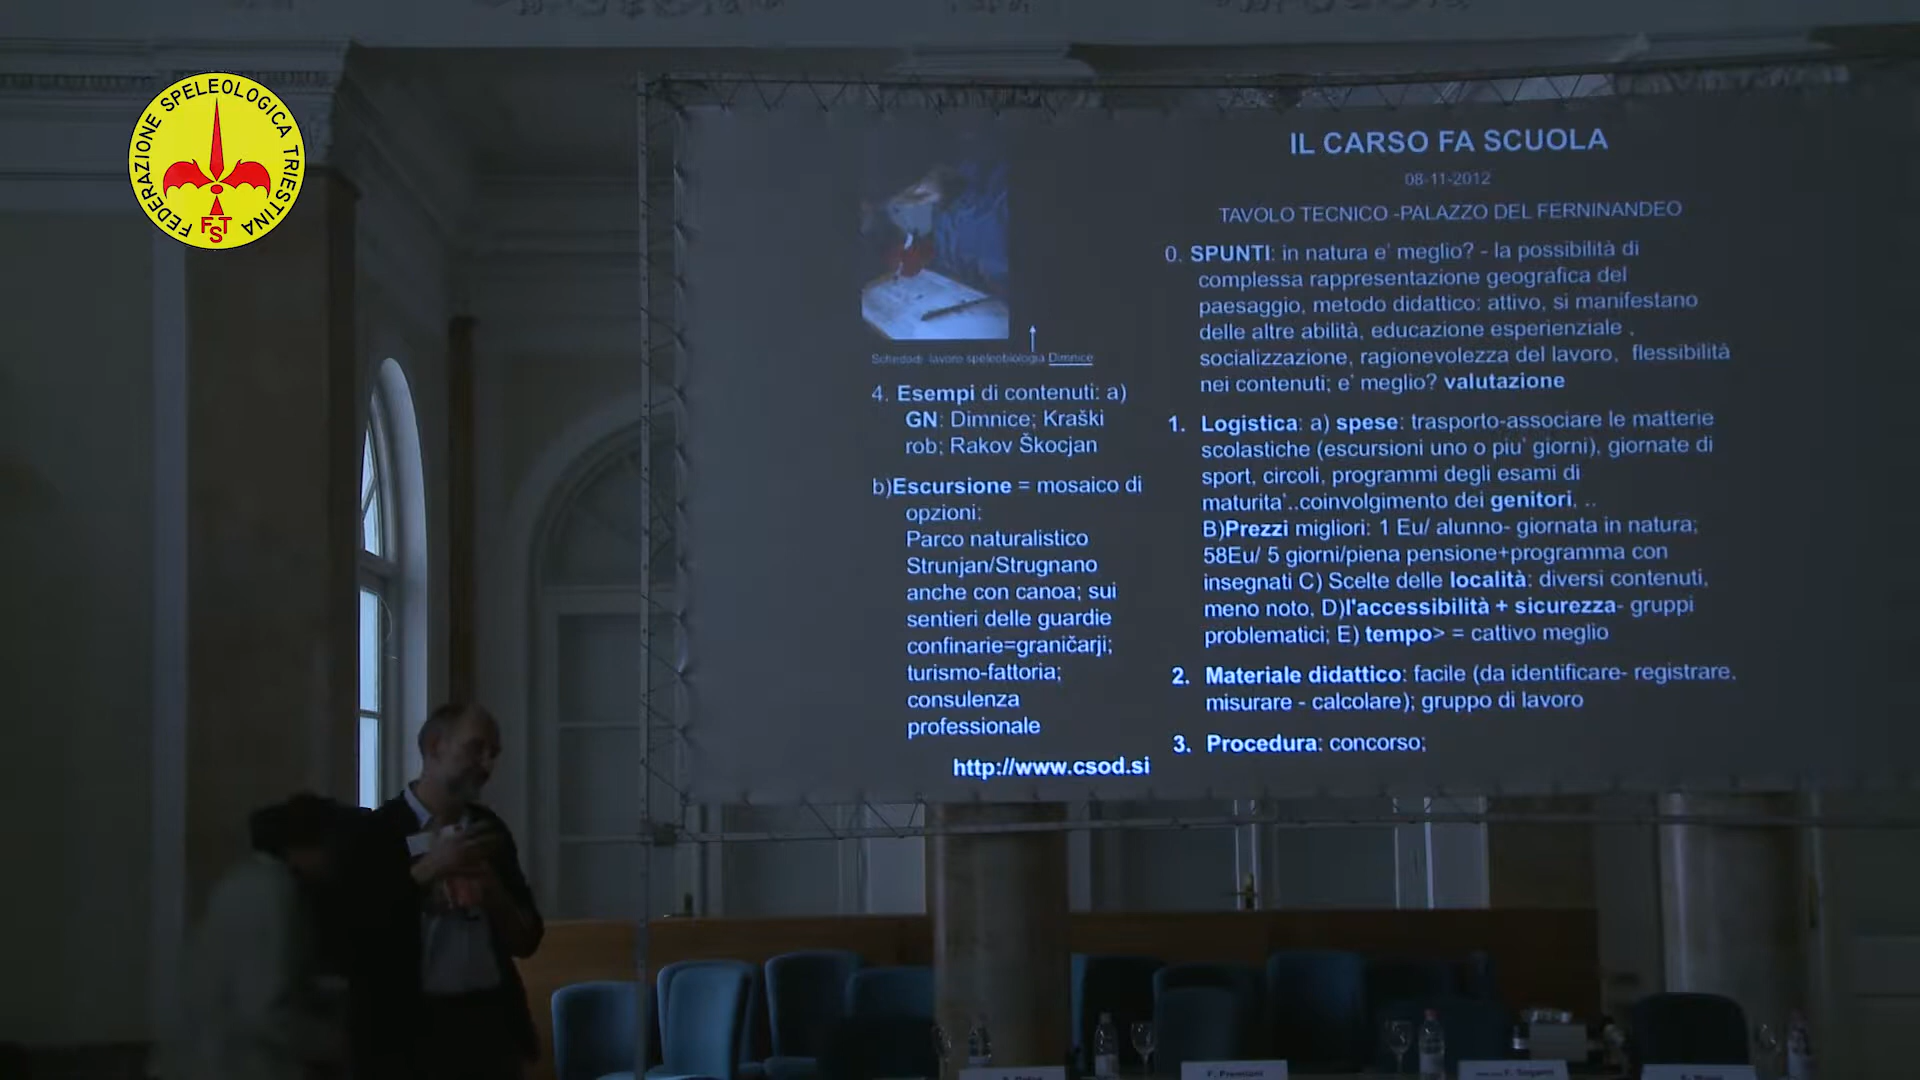 FEDERAZIONE SPELEOLOGICA TRIESTINA
FST
IL CARSO FA SCUOLA
08-11-2012
TAVOLO TECNICO -PALAZZO DEL FERNINANDEO
0. SPUNTI: in natura e' meglio? - la possibilità di
complessa rappresentazione geografica del
paesaggio, metodo didattico: attivo, si manifestano
delle altre abilità, educazione esperienziale ,
socializzazione, ragionevolezza del lavoro, flessibilità
nei contenuti; e' meglio? valutazione
1. Logistica: a) spese: trasporto-associare le matterie
scolastiche (escursioni uno o piu' giorni), giornate di
sport, circoli, programmi degli esami di
maturita'..coinvolgimento dei genitori, ..
B)Prezzi migliori: 1 Eu/ alunno- giornata in natura;
58Eu/ 5 giorni/piena pensione+programma con
insegnati C) Scelte delle località: diversi contenuti,
meno noto, D)l'accessibilità + sicurezza- gruppi
problematici; E) tempo> = cattivo meglio
2. Materiale didattico: facile (da identificare- registrare.
misurare - calcolare); gruppo di lavoro
3. Procedura: concorso;
Schedadi lavoro speleobiologia Dimnice
4. Esempi di contenuti: a)
GN: Dimnice; Kraški
rob; Rakov Škocjan
b)Escursione = mosaico di
opzioni:
Parco naturalistico
Strunjan/Strugnano
anche con canoa; sui
sentieri delle guardie
confinarie=graničarji;
turismo-fattoria;
consulenza
professionale
http://www.csod.si
F. Premiani